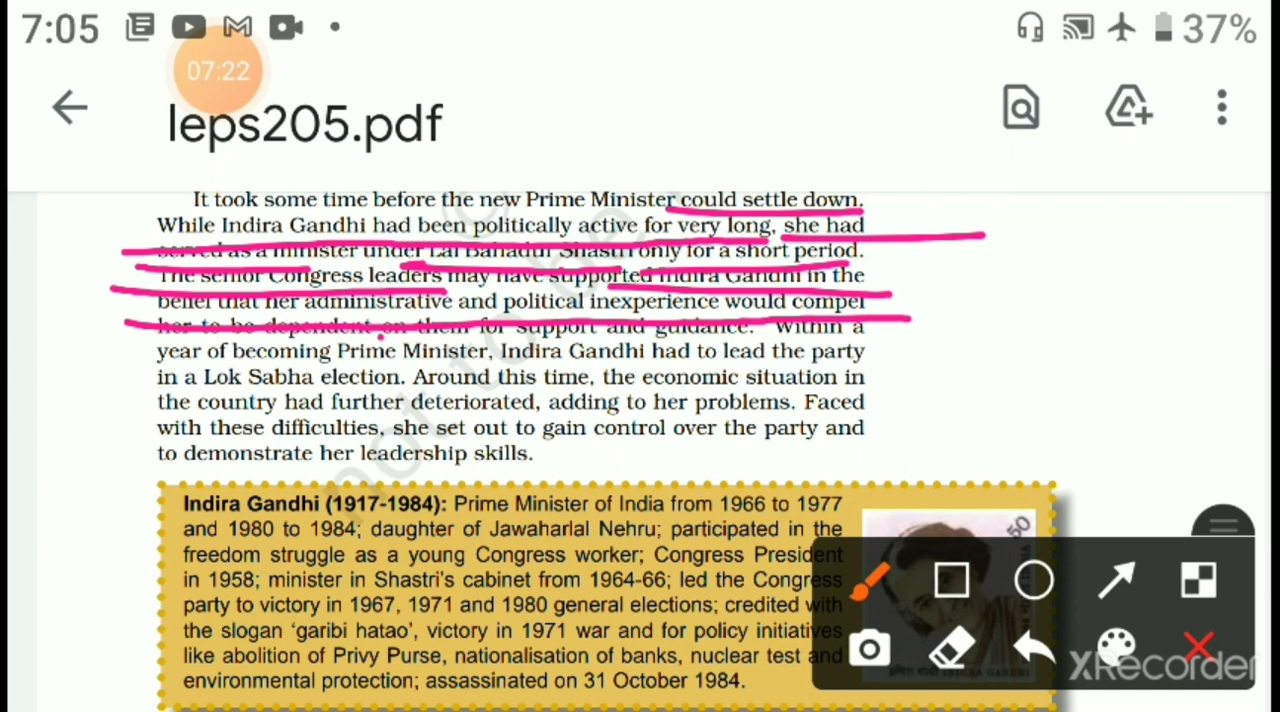 7:05
37%
07:22
leps205.pdf
It took some time before the new Prime Minister could settle down.
While Indira Gandhi had been politically active for very long, she had
served as a minister under Lal Bahadur Shastri only for a short period.
The senior Congress leaders may have supported Indira Gandhi in the
belief that her administrative and political inexperience would compel
her to be dependent on them for support and guidance. Within a
year of becoming Prime Minister, Indira Gandhi had to lead the party
in a Lok Sabha election. Around this time, the economic situation in
the country had further deteriorated, adding to her problems. Faced
with these difficulties, she set out to gain control over the party and
to demonstrate her leadership skills.
not to be
Indira Gandhi (1917-1984): Prime Minister of India from 1966 to 1977
and 1980 to 1984; daughter of Jawaharlal Nehru; participated in the
freedom struggle as a young Congress worker; Congress President
in 1958; minister in Shastri's cabinet from 1964-66; led the Congress
party to victory in 1967, 1971 and 1980 general elections; credited with
the slogan 'garibi hatao', victory in 1971 war and for policy initiatives
like abolition of Privy Purse, nationalisation of banks, nuclear test and
environmental protection; assassinated on 31 October 1984.
50
INDIRA GANDHI
XRecorder